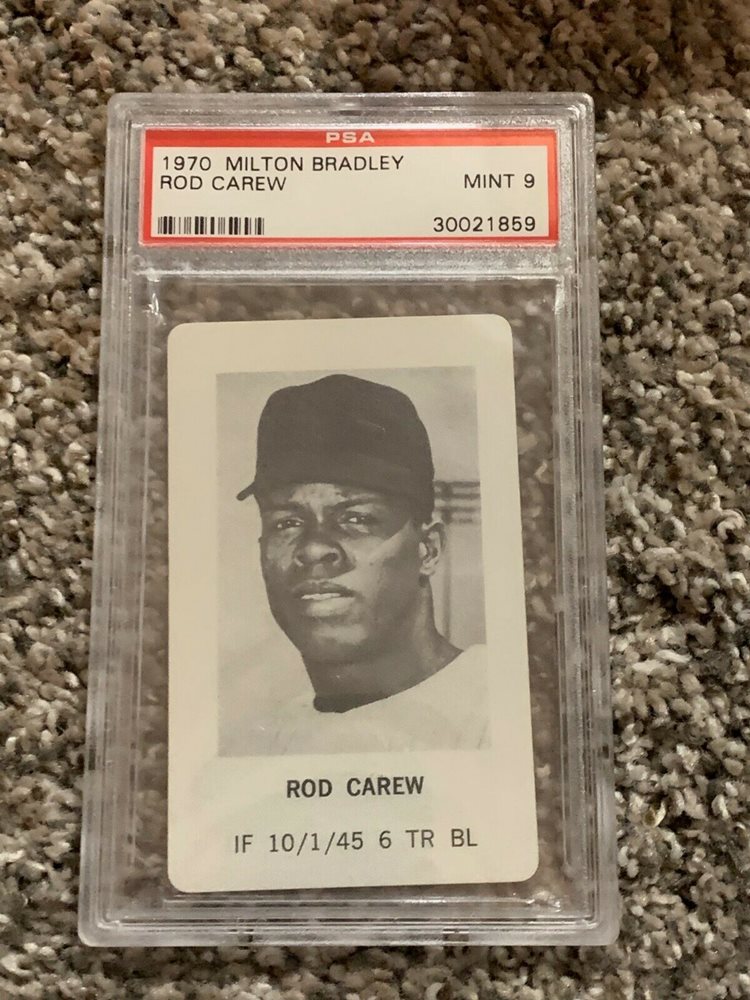 PSA
1970 MILTON BRADLEY
ROD CAREW MINT 9
30021859
ROD CAREW
IF 10/1/45 6 TR BL